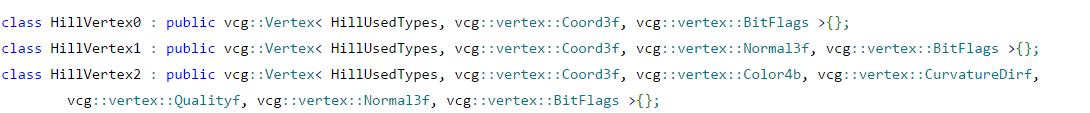 class HillVertex0 : public vcg::Vertex< HillUsedTypes, vcg::vertex::Coord3f, vcg::vertex::BitFlags >{};
class HillVertex1 : public vcg::Vertex< HillUsedTypes, vcg::vertex::Coord3f, vcg::vertex::Normal3f, vcg::vertex::BitFlags >{};
class HillVertex2 : public vcg::Vertex< HillUsedTypes, vcg::vertex::Coord3f, vcg::vertex::Color4b, vcg::vertex::CurvatureDirf,
vcg::vertex::Qualityf, vcg::vertex::Normal3f, vcg::vertex::BitFlags >{};